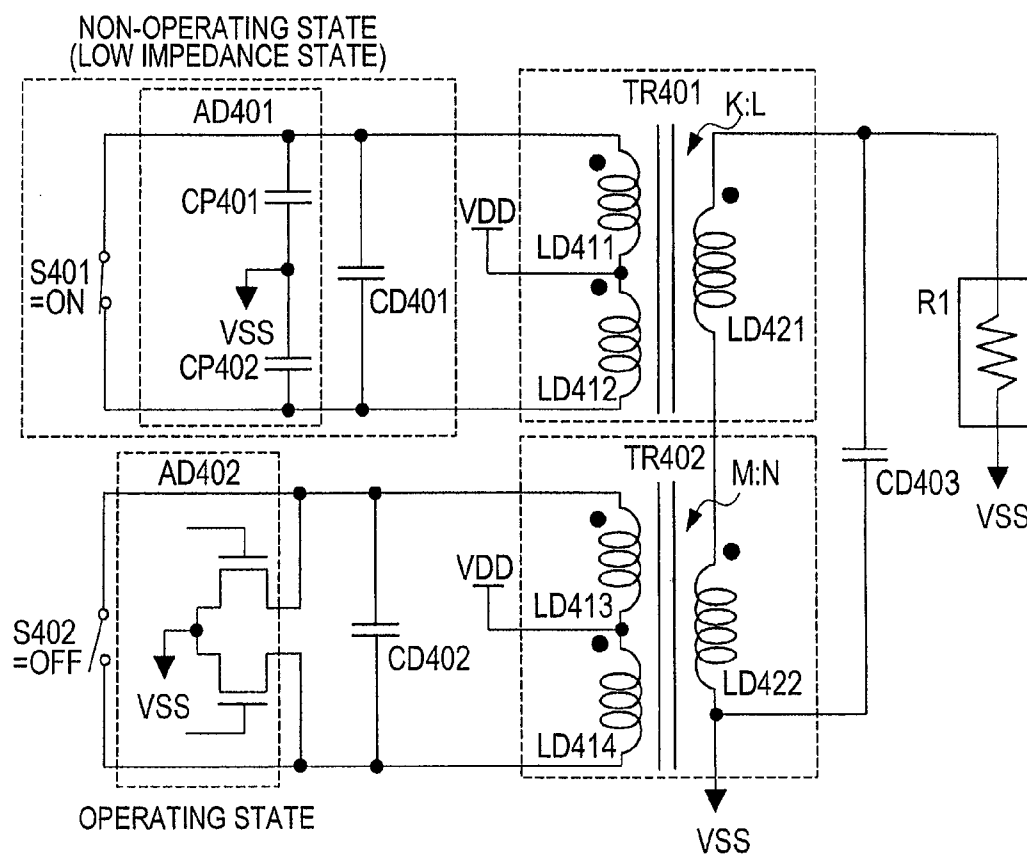 NON-OPERATING STATE
(LOW IMPEDANCE STATE)
AD401
CP401
S401
=ON
VSS
CP402
CD401
VDD
TR401
K:L
LD411
LD412
LD421
R1
VSS
CD403
AD402
S402
=OFF
VSS
CD402
VDD
TR402
M:N
LD413
LD414
LD422
VSS
OPERATING STATE